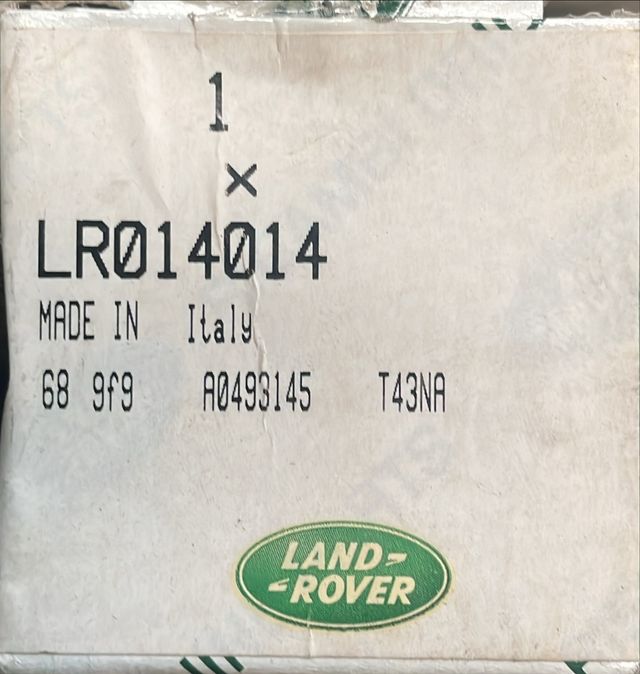 1
×
LR014014
MADE IN Italy
68 9f9 A0493145 T43NA
LAND
ROVER